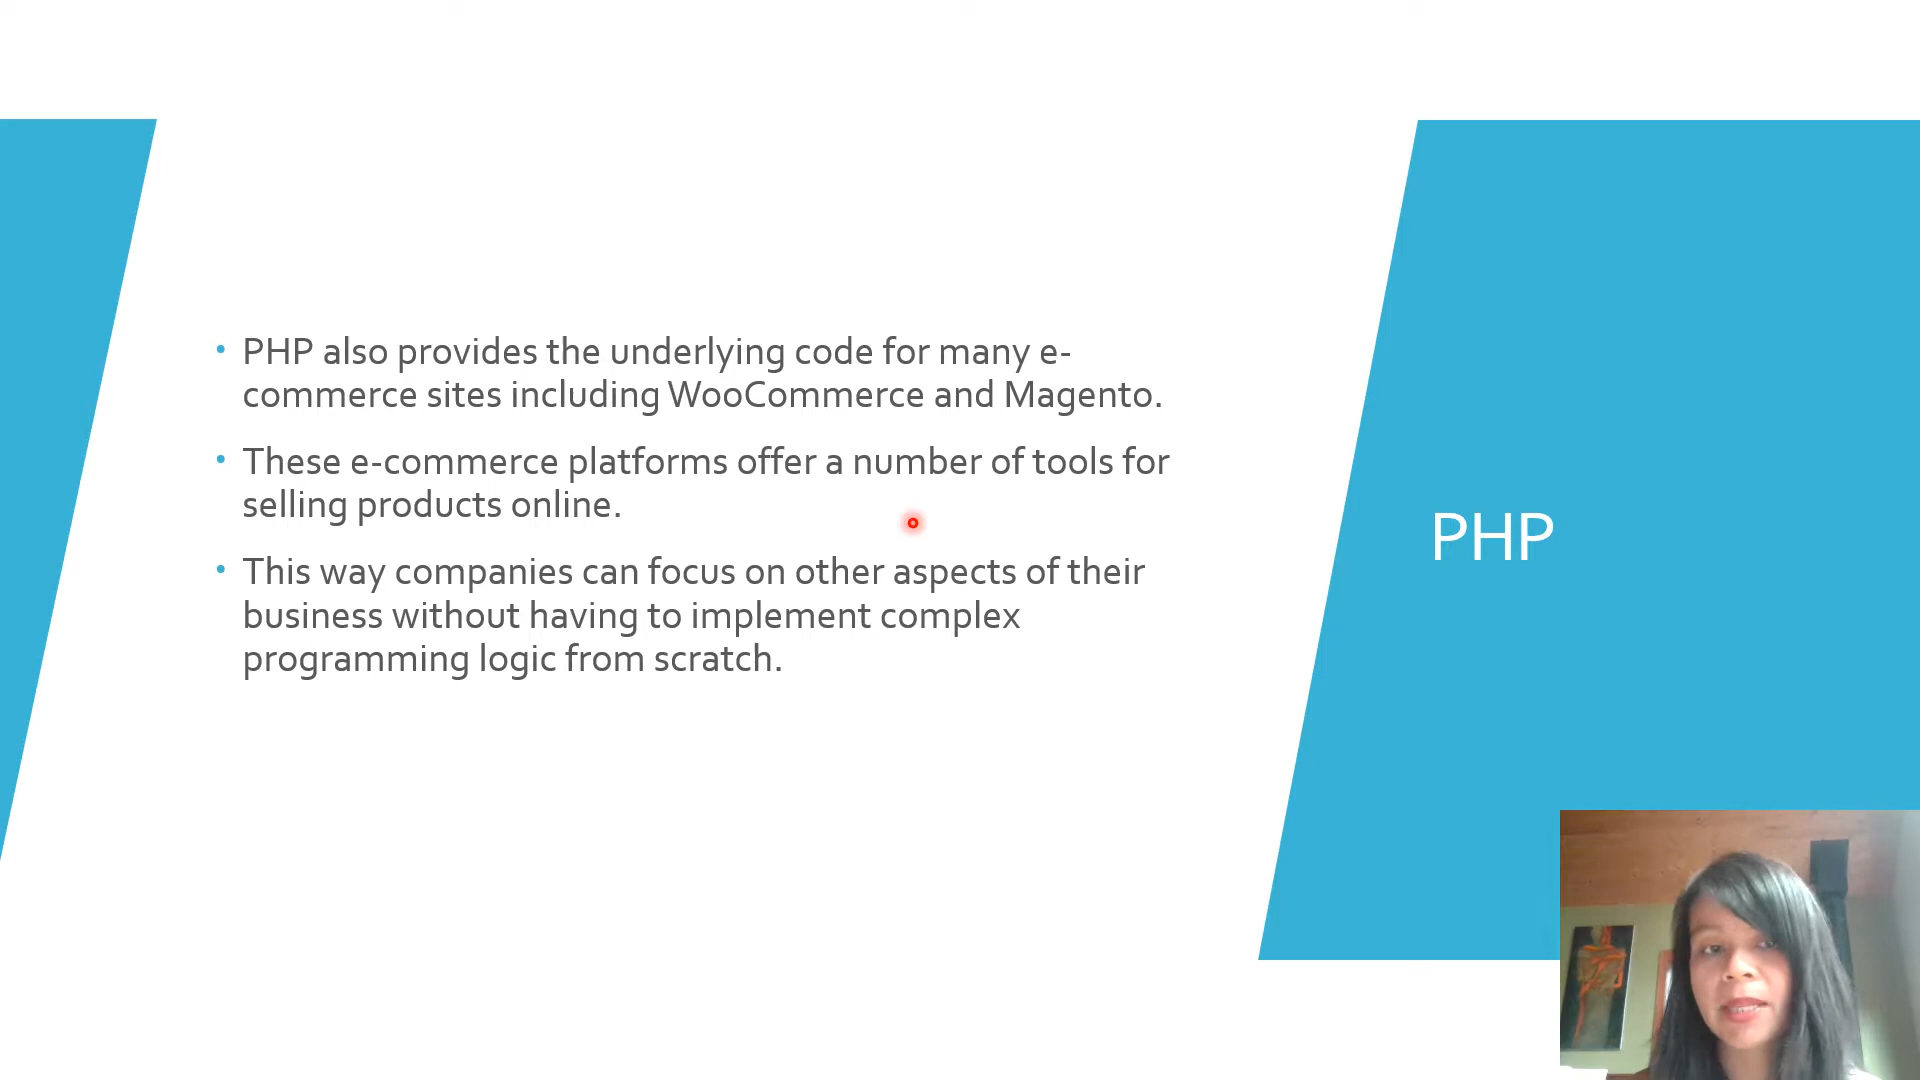 PHP also provides the underlying code for many e-
commerce sites including WooCommerce and Magento.
These e-commerce platforms offer a number of tools for
selling products online.
This way companies can focus on other aspects of their
business without having to implement complex
programming logic from scratch.
PHP